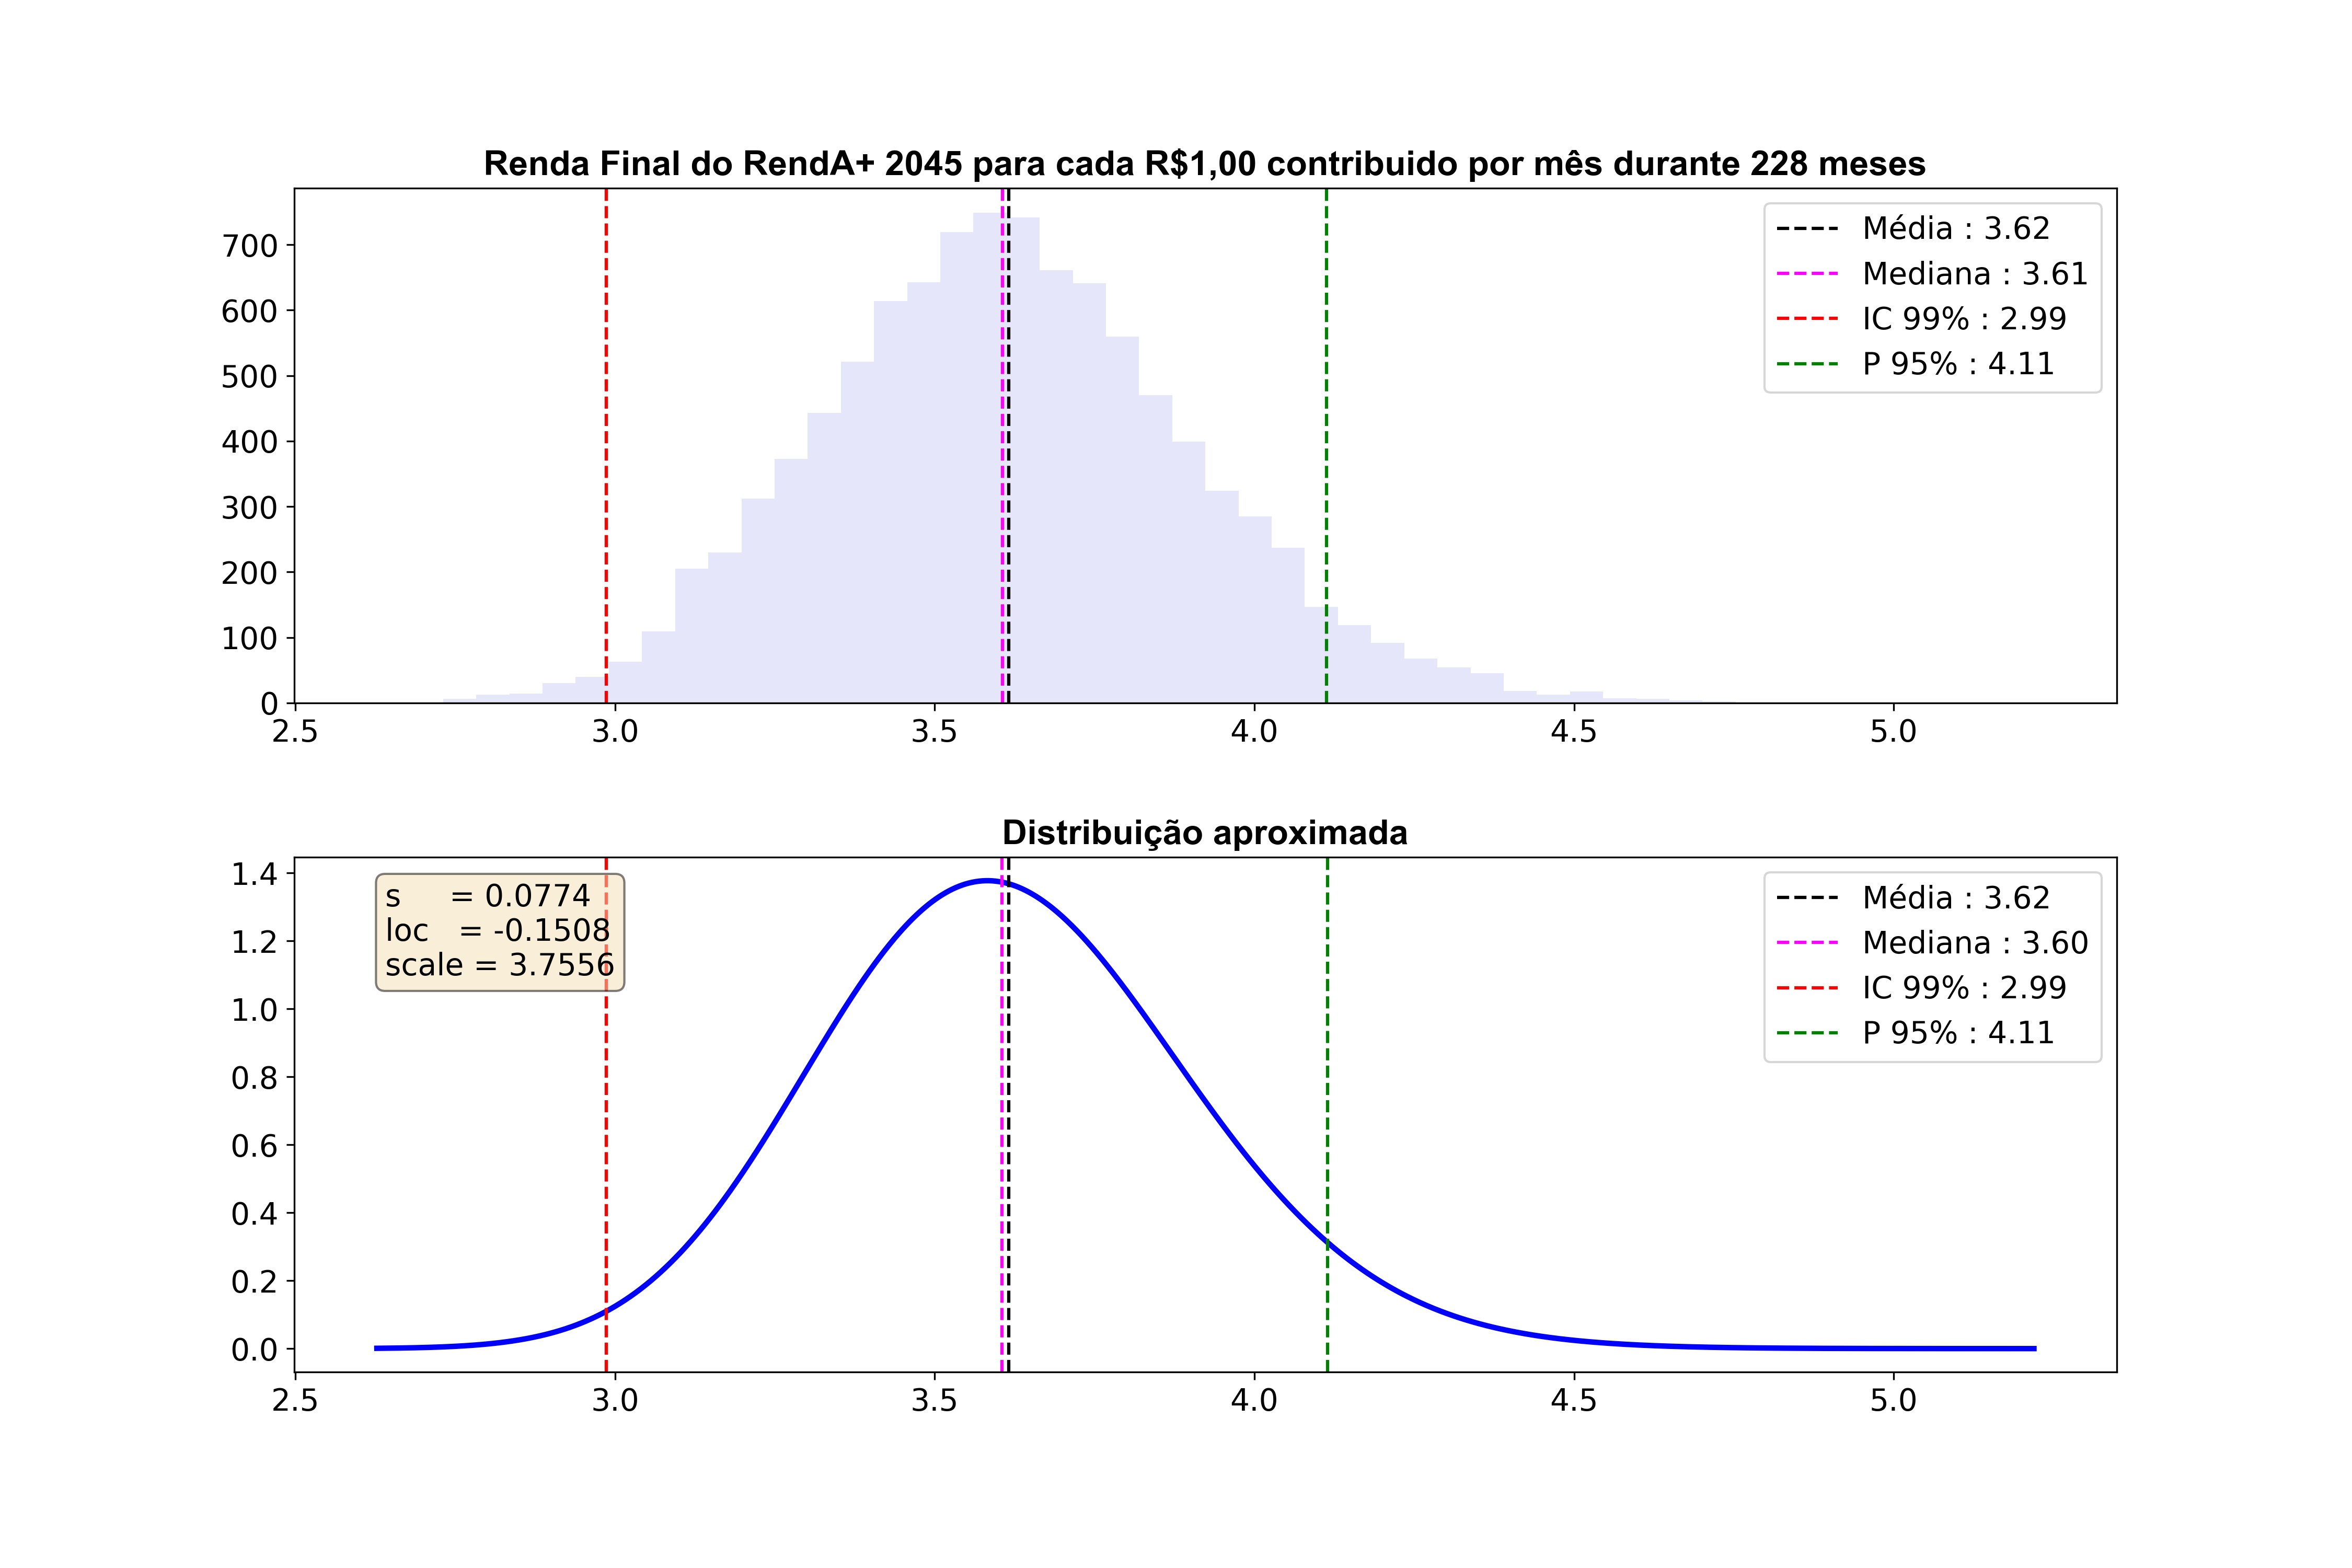 Renda Final do RendA+ 2045 para cada R$1,00 contribuido por mês durante 228 meses
700
600
500
400
300
200
100
0
2.5 3.0 3.5 4.0 4.5 5.0
Média : 3.62
Mediana : 3.61
IC 99% : 2.99
P 95% : 4.11
Distribuição aproximada
1.4
1.2
1.0
0.8
0.6
0.4
0.2
0.0
2.5 3.0 3.5 4.0 4.5 5.0
s = 0.0774
loc = -0.1508
scale = 3.7556
Média : 3.62
Mediana : 3.60
IC 99% : 2.99
P 95% : 4.11